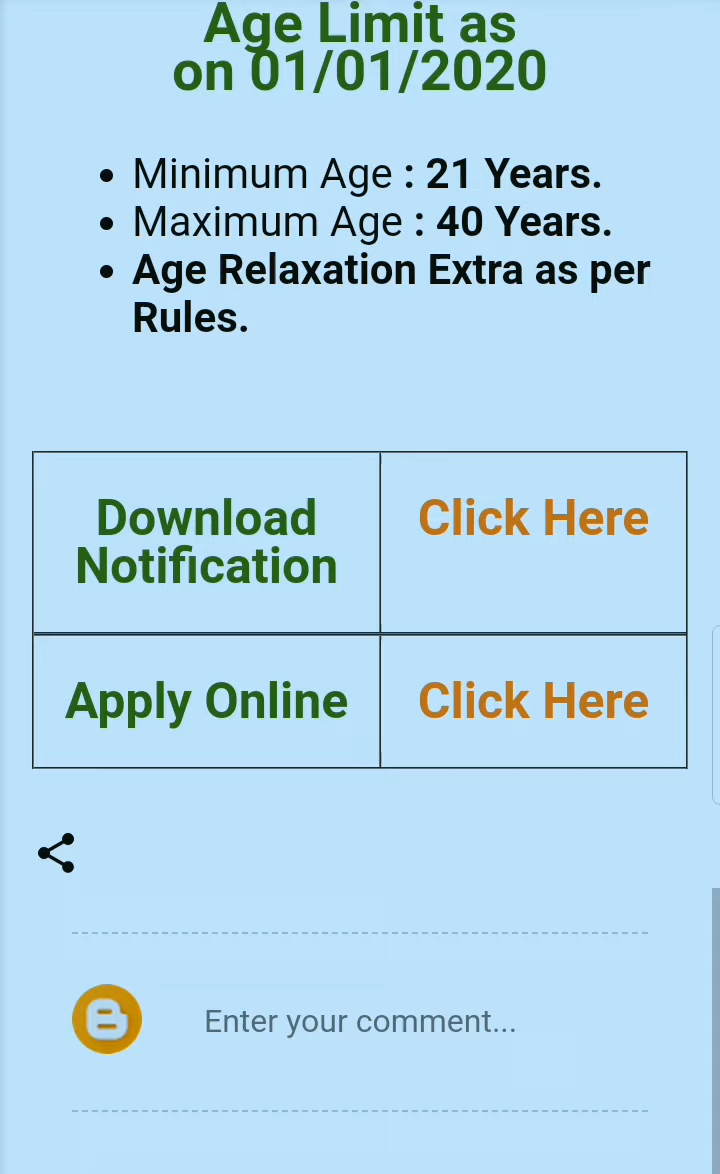 Age Limit as
on 01/01/2020
Minimum Age : 21 Years.
Maximum Age : 40 Years.
Age Relaxation Extra as per
Rules.
Download
Notification
Click Here
Apply Online
Click Here
Enter your comment...